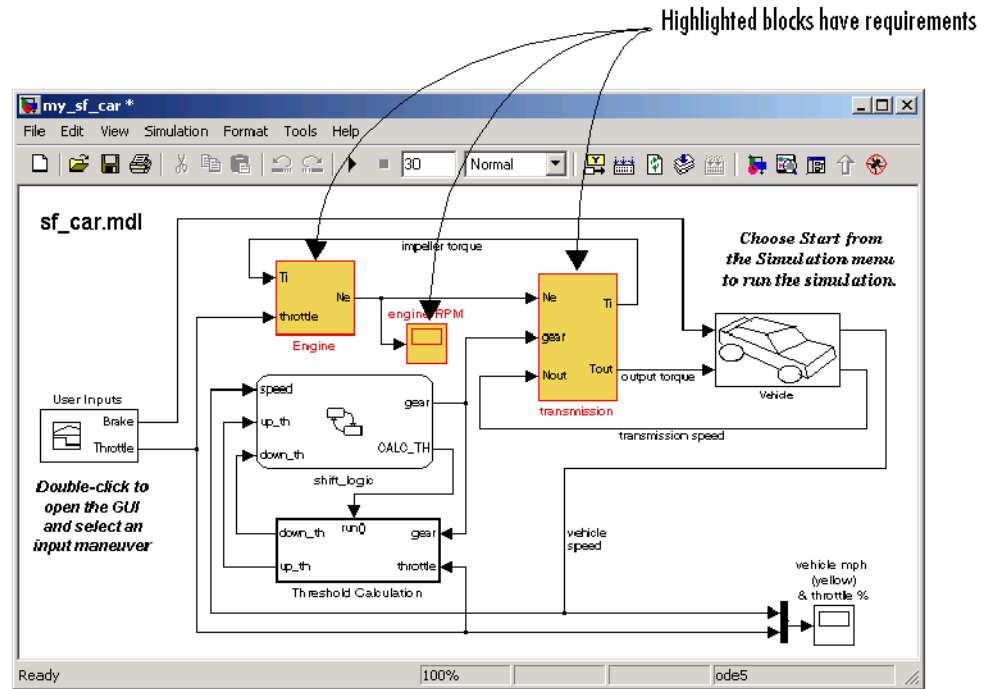 Highlighted blocks have requirements
my_sf_car *
File Edit View Simulation Format Tools Help
30
Normal
sf_car.mdl
impeller torque
Choose Start from
the Simulation menu
to run the simulation.
Ti
Ne
throttle
Engine
engine RPM
Ne
Ti
gear
Nout
Tout
transmission
output torque
Vehicle
transmission speed
User Inputs
Brake
Throttle
Double-click to
open the GUI
and select an
input maneuver
speed
gear
up_th
down_th
CALC_TH
shift_logic
run()
down_th
gear
up_th
throttle
Threshold Calculation
vehicle
speed
vehicle mph
(yellow)
& throttle %
Ready
100%
ode5